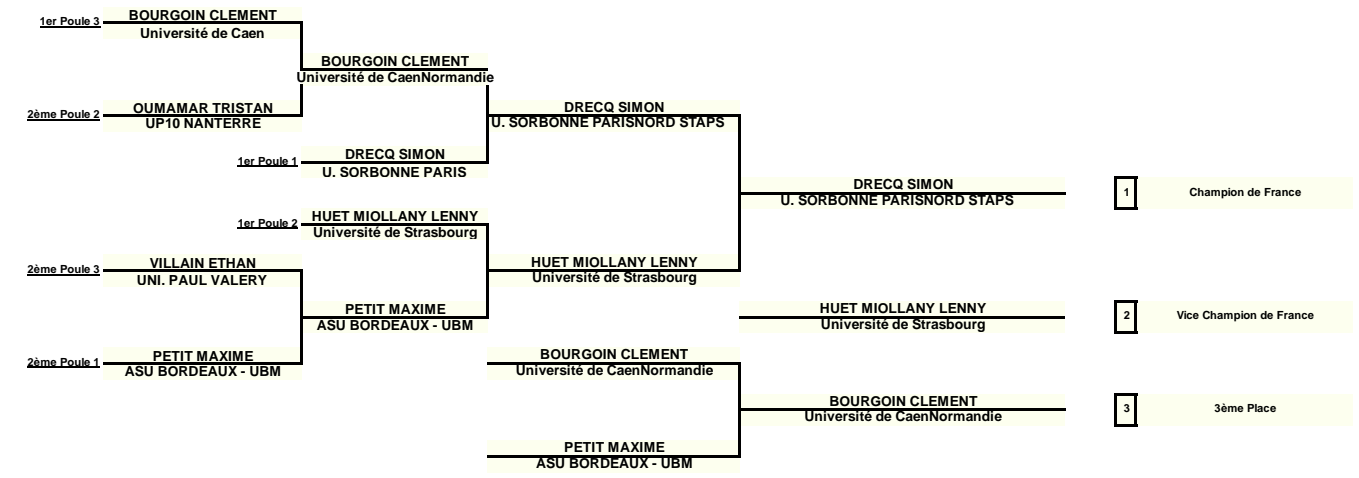 BOURGOIN CLEMENT
1er Poule 3
Université de Caen
BOURGOIN CLEMENT
Université de CaenNormandie
OUMAMAR TRISTAN
2ème Poule 2
UP10 NANTERRE
DRECQ SIMON
U. SORBONNE PARISNORD STAPS
DRECQ SIMON
1er Poule 1
U. SORBONNE PARIS
DRECQ SIMON
U. SORBONNE PARISNORD STAPS
1
Champion de France
HUET MIOLLANY LENNY
1er Poule 2
Université de Strasbourg
VILLAIN ETHAN
2ème Poule 3
UNI. PAUL VALERY
HUET MIOLLANY LENNY
Université de Strasbourg
PETIT MAXIME
ASU BORDEAUX - UBM
HUET MIOLLANY LENNY
Université de Strasbourg
2
Vice Champion de France
PETIT MAXIME
2ème Poule 1
ASU BORDEAUX - UBM
BOURGOIN CLEMENT
Université de CaenNormandie
BOURGOIN CLEMENT
Université de CaenNormandie
3
3ème Place
PETIT MAXIME
ASU BORDEAUX - UBM